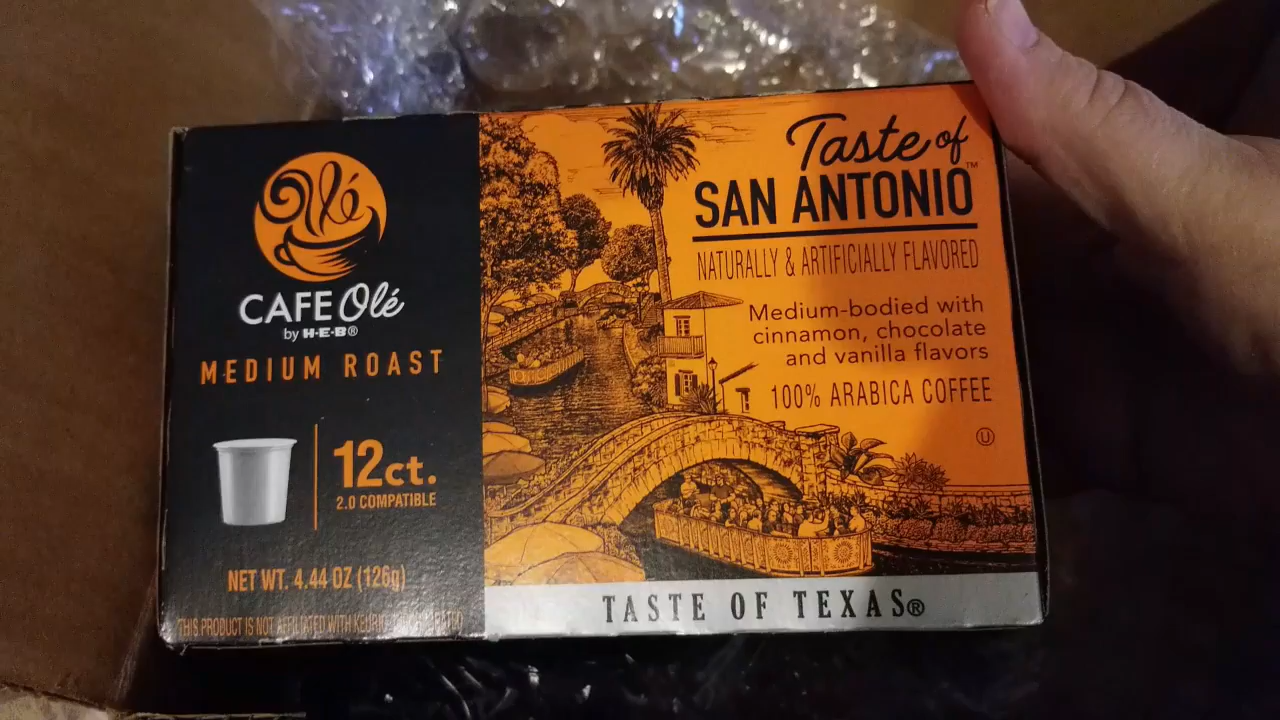 Olé
CAFE Olé
by H-E-B®
MEDIUM ROAST
12ct.
2.0 COMPATIBLE
NET WT. 4.44 OZ (126g)
THIS PRODUCT IS NOT AFFILIATED WITH KEURIG
Taste of™
SAN ANTONIO
NATURALLY & ARTIFICIALLY FLAVORED
Medium-bodied with
cinnamon, chocolate
and vanilla flavors
100% ARABICA COFFEE
U
TASTE OF TEXAS®